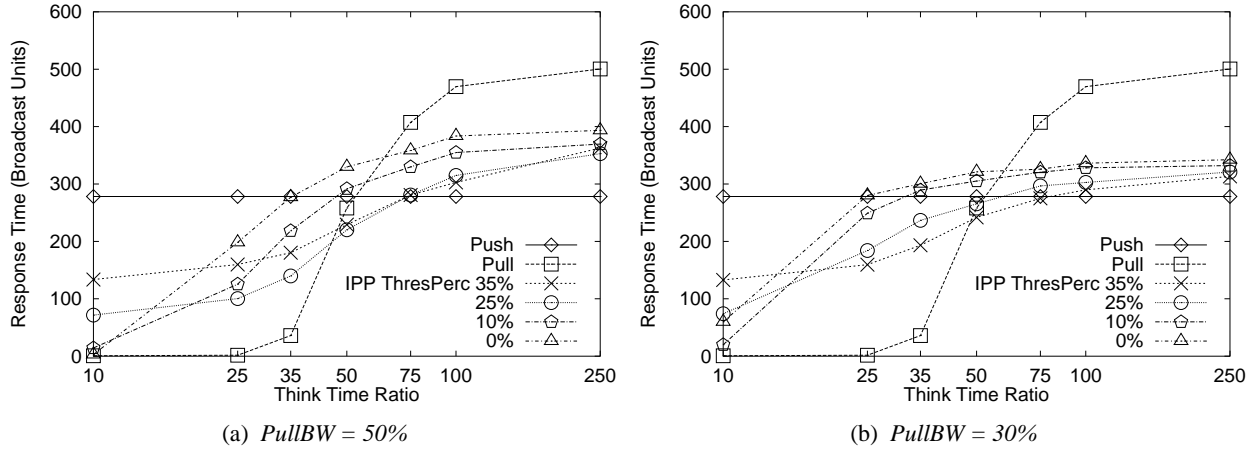 600
500
400
300
200
100
0
Response Time (Broadcast Units)
Push
Pull
IPP ThresPerc 35%
25%
10%
0%
10 25 35 50 75 100 250
Think Time Ratio
(a) PullBW = 50%
600
500
400
300
200
100
0
Response Time (Broadcast Units)
Push
Pull
IPP ThresPerc 35%
25%
10%
0%
10 25 35 50 75 100 250
Think Time Ratio
(b) PullBW = 30%